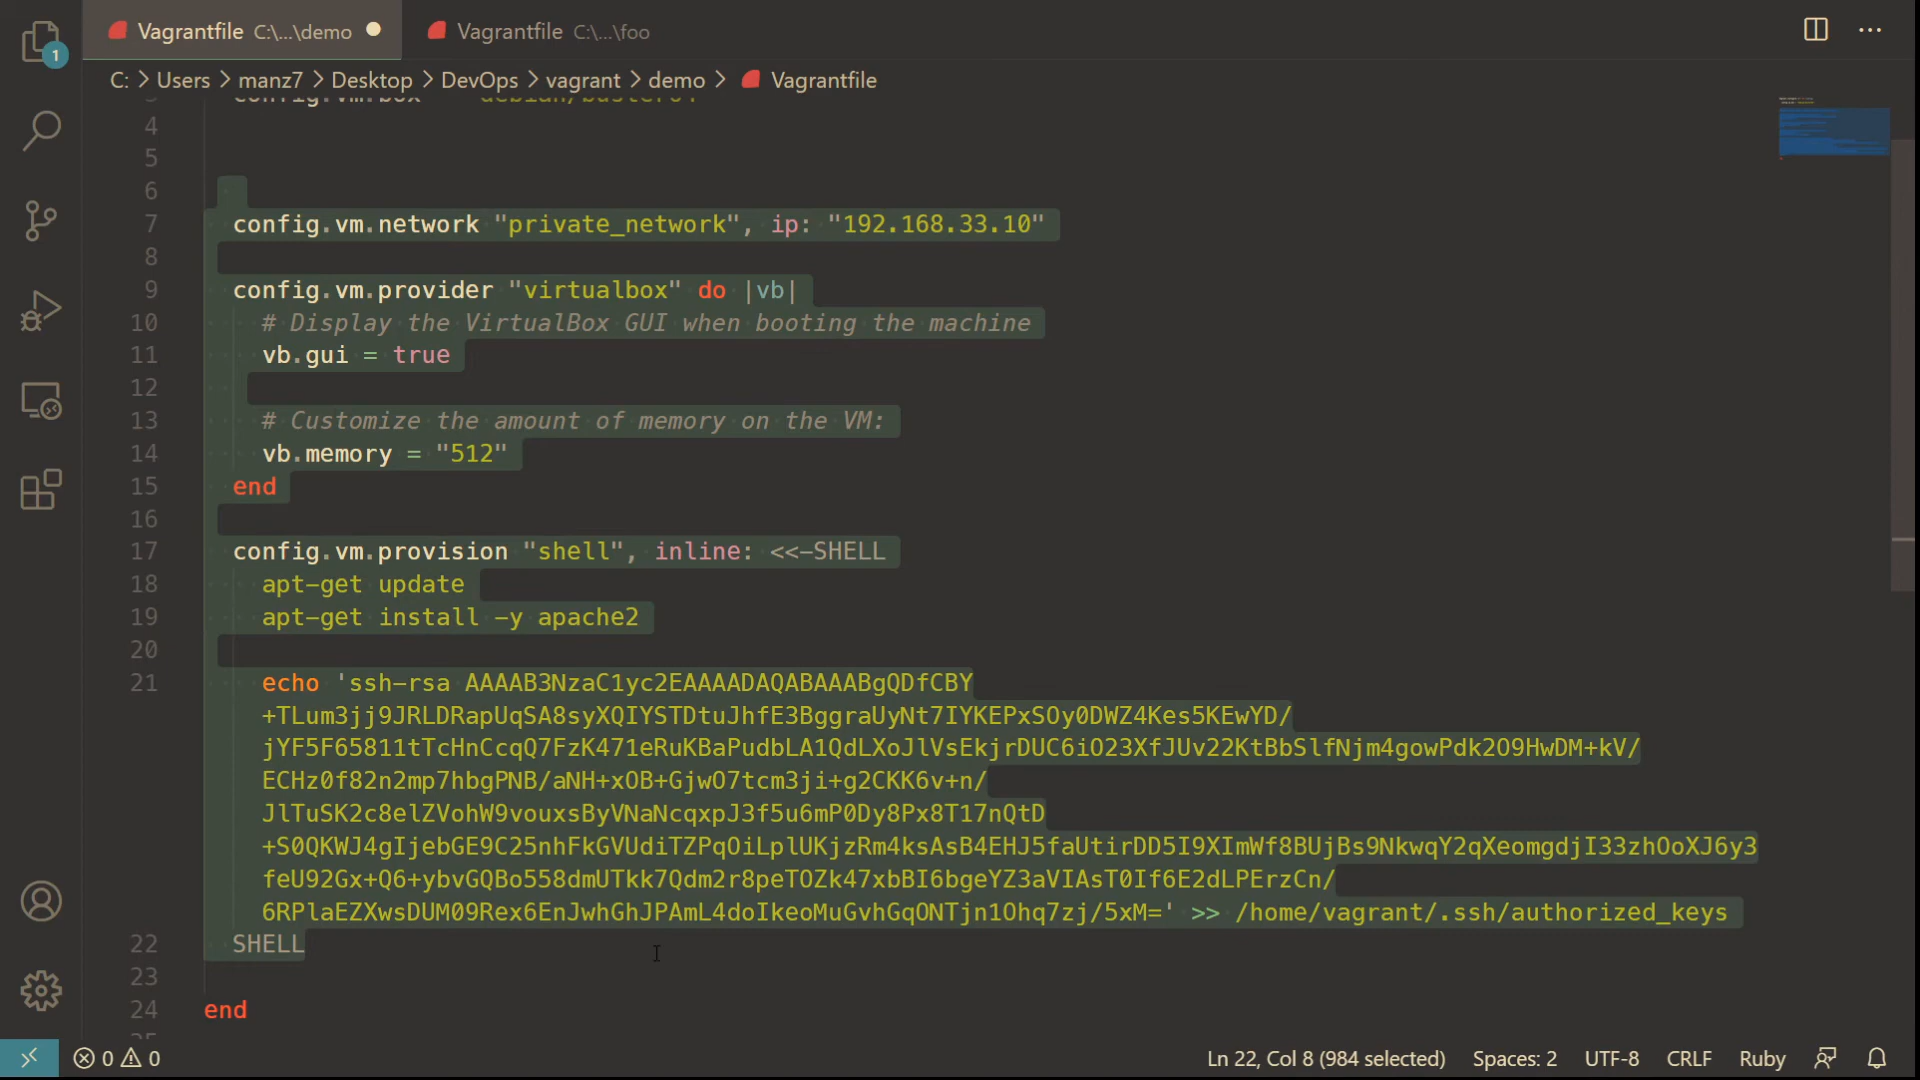 Vagrantfile C:\...\demo
Vagrantfile C:\...\foo
1
C: > Users > manz7 > Desktop > DevOps > vagrant > demo > Vagrantfile
4
5
6
7 config.vm.network "private_network", ip: "192.168.33.10"
8
9 config.vm.provider "virtualbox" do |vb|
10 # Display the VirtualBox GUI when booting the machine
11 vb.gui = true
12
13 # Customize the amount of memory on the VM:
14 vb.memory = "512"
15 end
16
17 config.vm.provision "shell", inline: <<-SHELL
18 apt-get update
19 apt-get install -y apache2
20
21 echo 'ssh-rsa AAAAB3NzaC1yc2EAAAADAQABAAABgQDfCBY
+TLum3jj9JRLDRapUqSA8syXQIYSTDtuJhfE3BggraUyNt7IYKEPxSOy0DWZ4Kes5KEwYD/
jYF5F65811tTcHnCcqQ7FzK471eRuKBaPudbLA1QdLXoJlVsEkjrDUC6iO23XfJUv22KtBbSlfNjm4gowPdk2O9HwDM+kV/
ECHz0f82n2mp7hbgPNB/aNH+xOB+GjwO7tcm3ji+g2CKK6v+n/
JlTuSK2c8elZVohW9vouxsByVNaNcqxpJ3f5u6mP0Dy8Px8T17nQtD
+S0QKWJ4gIjebGE9C25nhFkGVUdiTZPqOiLplUKjzRm4ksAsB4EHJ5faUtirDD5I9XImWf8BUjBs9NkwqY2qXeomgdjI33zhOoXJ6y3
feU92Gx+Q6+ybvGQBo558dmUTkk7Qdm2r8peTOZk47xbBI6bgeYZ3aVIAsT0If6E2dLPErzCn/
6RPlaEZXwsDUM09Rex6EnJwhGhJPAmL4doIkeoMuGvhGqONTjn1Ohq7zj/5xM=' >> /home/vagrant/.ssh/authorized_keys
22 SHELL
23
24 end
0 0
Ln 22, Col 8 (984 selected) Spaces: 2 UTF-8 CRLF Ruby